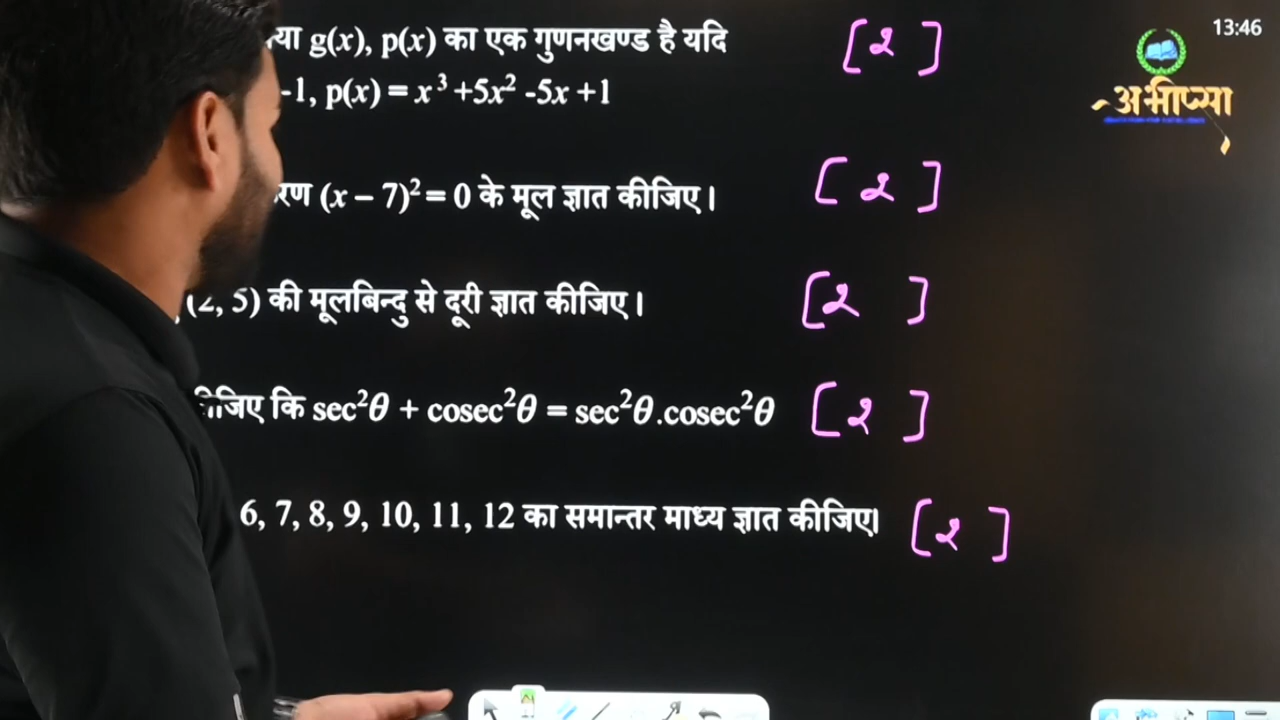 g(x), p(x) का एक गुणनखण्ड है यदि [2]
-1, p(x) = x³ +5x² -5x +1
(x – 7)² = 0 के मूल ज्ञात कीजिए। [2]
(2, 5) की मूलबिन्दु से दूरी ज्ञात कीजिए। [2]
कि sec²θ + cosec²θ = sec²θ.cosec²θ [2]
6, 7, 8, 9, 10, 11, 12 का समान्तर माध्य ज्ञात कीजिए। [2]
13:46
अभीप्सा